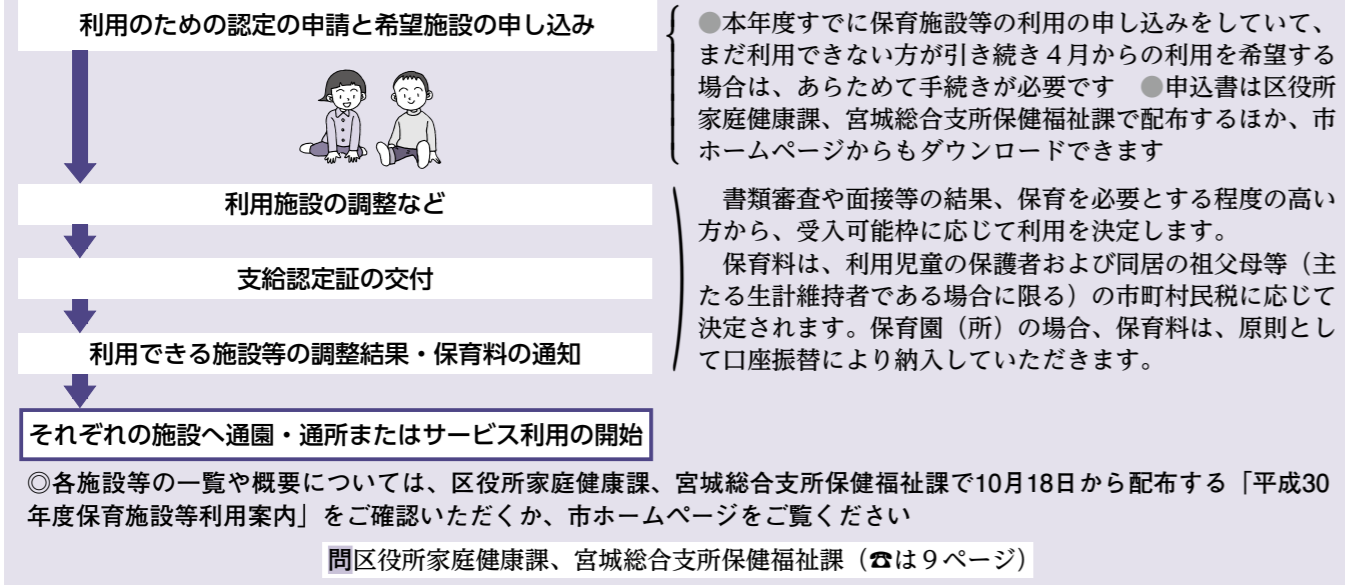 利用のための認定の申請と希望施設の申し込み
●本年度すでに保育施設等の利用の申し込みをしていて、
まだ利用できない方が引き続き４月からの利用を希望する
場合は、あらためて手続きが必要です　●申込書は区役所
家庭健康課、宮城総合支所保健福祉課で配布するほか、市
ホームページからもダウンロードできます
利用施設の調整など
支給認定証の交付
利用できる施設等の調整結果・保育料の通知
　書類審査や面接等の結果、保育を必要とする程度の高い
方から、受入可能枠に応じて利用を決定します。
　保育料は、利用児童の保護者および同居の祖父母等（主
たる生計維持者である場合に限る）の市町村民税に応じて
決定されます。保育園（所）の場合、保育料は、原則とし
て口座振替により納入していただきます。
それぞれの施設へ通園・通所またはサービス利用の開始
◎各施設等の一覧や概要については、区役所家庭健康課、宮城総合支所保健福祉課で10月18日から配布する「平成30
年度保育施設等利用案内」をご確認いただくか、市ホームページをご覧ください
問区役所家庭健康課、宮城総合支所保健福祉課（☎は９ページ）